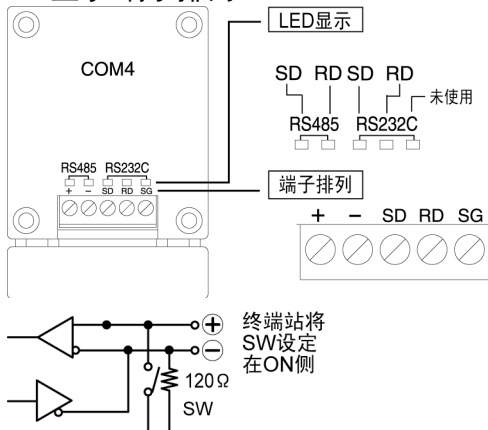 LED显示
COM4
SD RD SD RD
未使用
RS485 RS232C
RS485 RS232C
+ − SD RD SG
端子排列
+ − SD RD SG
+
−
终端站将
SW设定
在ON侧
120Ω
SW